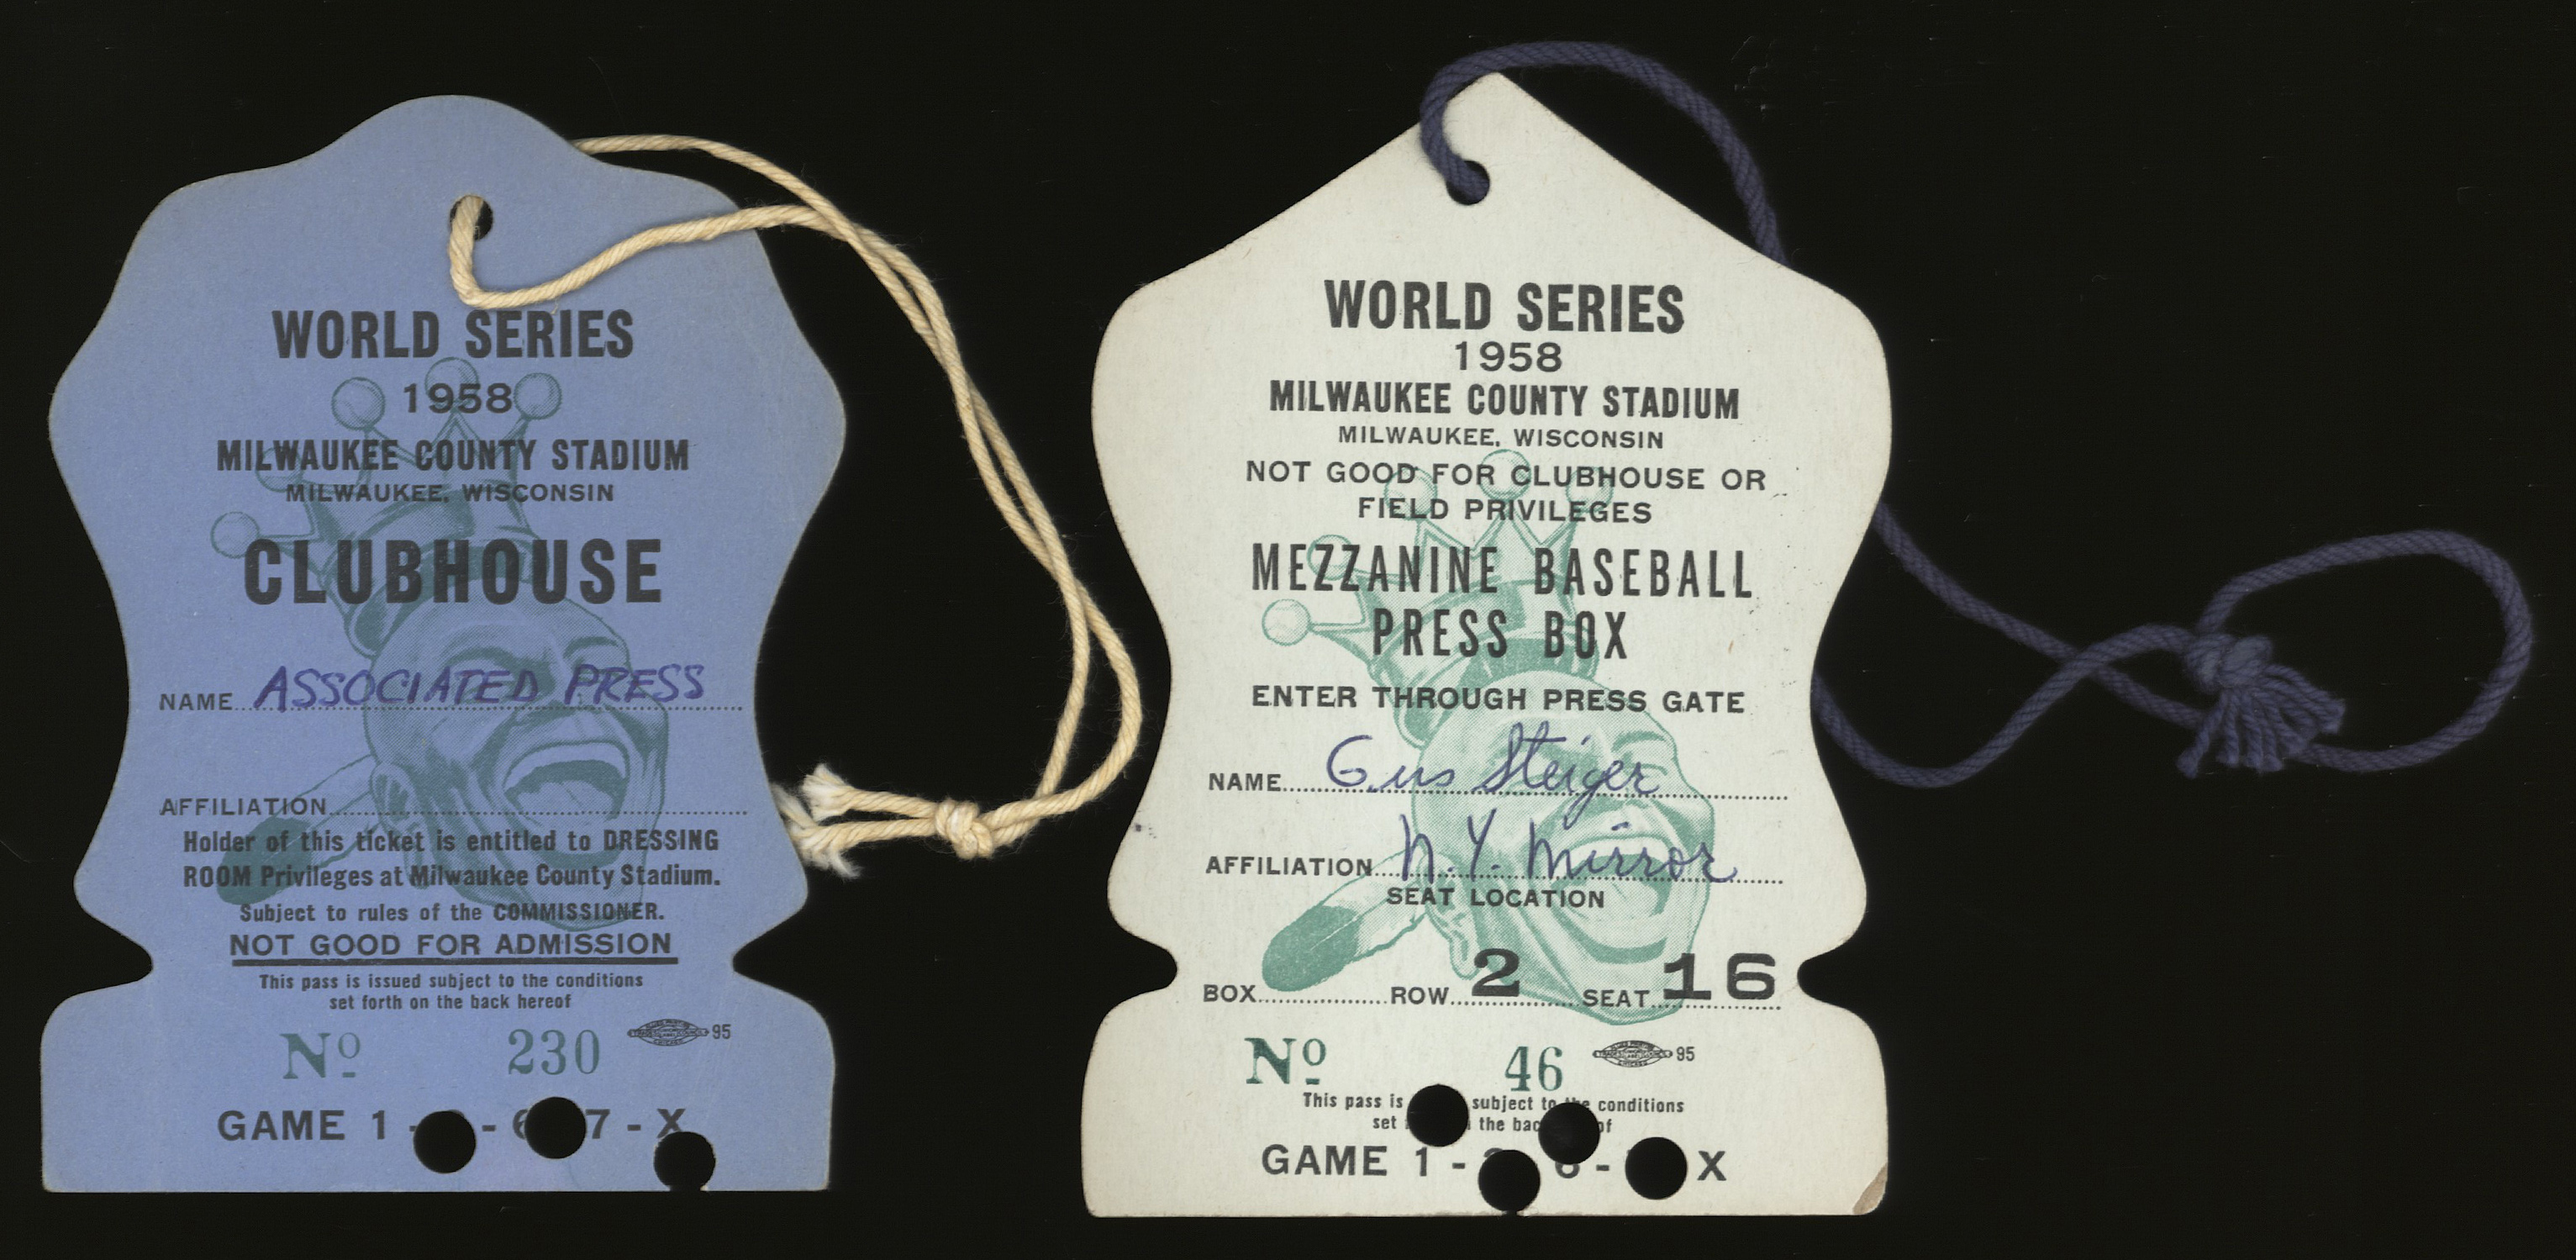 WORLD SERIES
1958
MILWAUKEE COUNTY STADIUM
MILWAUKEE, WISCONSIN
CLUBHOUSE
NAME ASSOCIATED PRESS
AFFILIATION
Holder of this ticket is entitled to DRESSING
ROOM Privileges at Milwaukee County Stadium.
Subject to rules of the COMMISSIONER.
NOT GOOD FOR ADMISSION
This pass is issued subject to the conditions
set forth on the back hereof
95
Nº 230
GAME 1 - - 6 7 - X
WORLD SERIES
1958
MILWAUKEE COUNTY STADIUM
MILWAUKEE, WISCONSIN
NOT GOOD FOR CLUBHOUSE OR
FIELD PRIVILEGES
MEZZANINE BASEBALL
PRESS BOX
ENTER THROUGH PRESS GATE
NAME Gus Steiger
AFFILIATION N.Y. Mirror
SEAT LOCATION
BOX ROW 2 SEAT 16
Nº 46
95
This pass is subject to the conditions
set the
GAME 1 - 2 6 - X